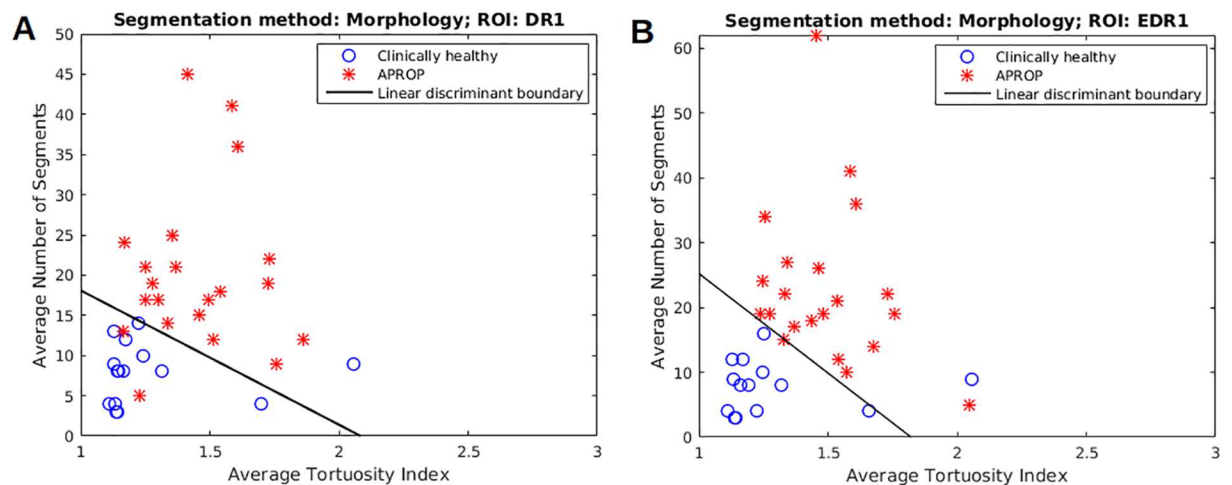 A
Segmentation method: Morphology; ROI: DR1
50
45
40
35
30
25
20
15
10
5
0
Average Number of Segments
Clinically healthy
APROP
Linear discriminant boundary
1
1.5
2
2.5
3
Average Tortuosity Index
B
Segmentation method: Morphology; ROI: EDR1
60
50
40
30
20
10
0
Average Number of Segments
Clinically healthy
APROP
Linear discriminant boundary
1
1.5
2
2.5
3
Average Tortuosity Index